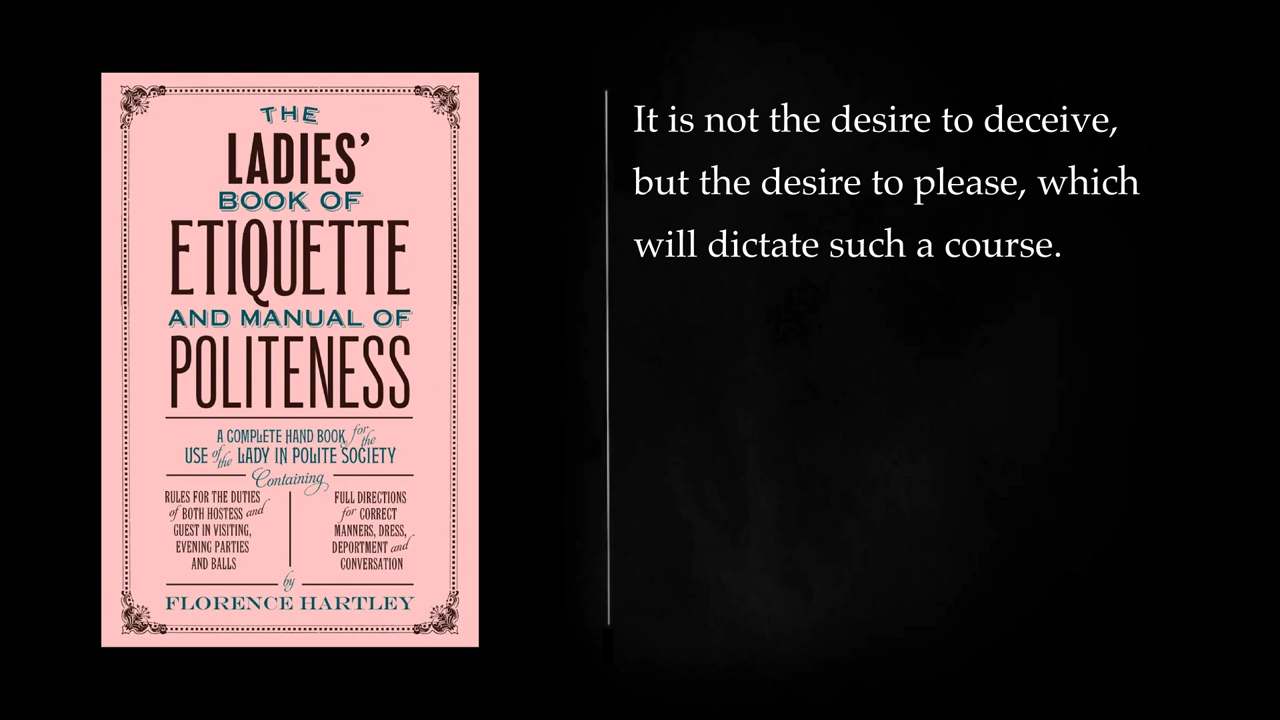 THE
LADIES'
BOOK OF
ETIQUETTE
AND MANUAL OF
POLITENESS
A COMPLETE HAND BOOK for the
USE of the LADY IN POLITE SOCIETY
Containing
RULES FOR THE DUTIES
of BOTH HOSTESS and
GUEST IN VISITING,
EVENING PARTIES
AND BALLS
FULL DIRECTIONS
for CORRECT
MANNERS, DRESS,
DEPORTMENT and
CONVERSATION
by
FLORENCE HARTLEY
It is not the desire to deceive,
but the desire to please, which
will dictate such a course.